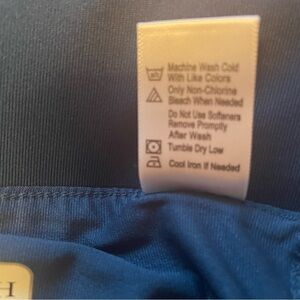 Machine Wash Cold
With Like Colors
Only Non-Chlorine
Bleach When Needed
Do Not Use Softeners
Remove Promptly
After Wash
Tumble Dry Low
Cool Iron If Needed
H